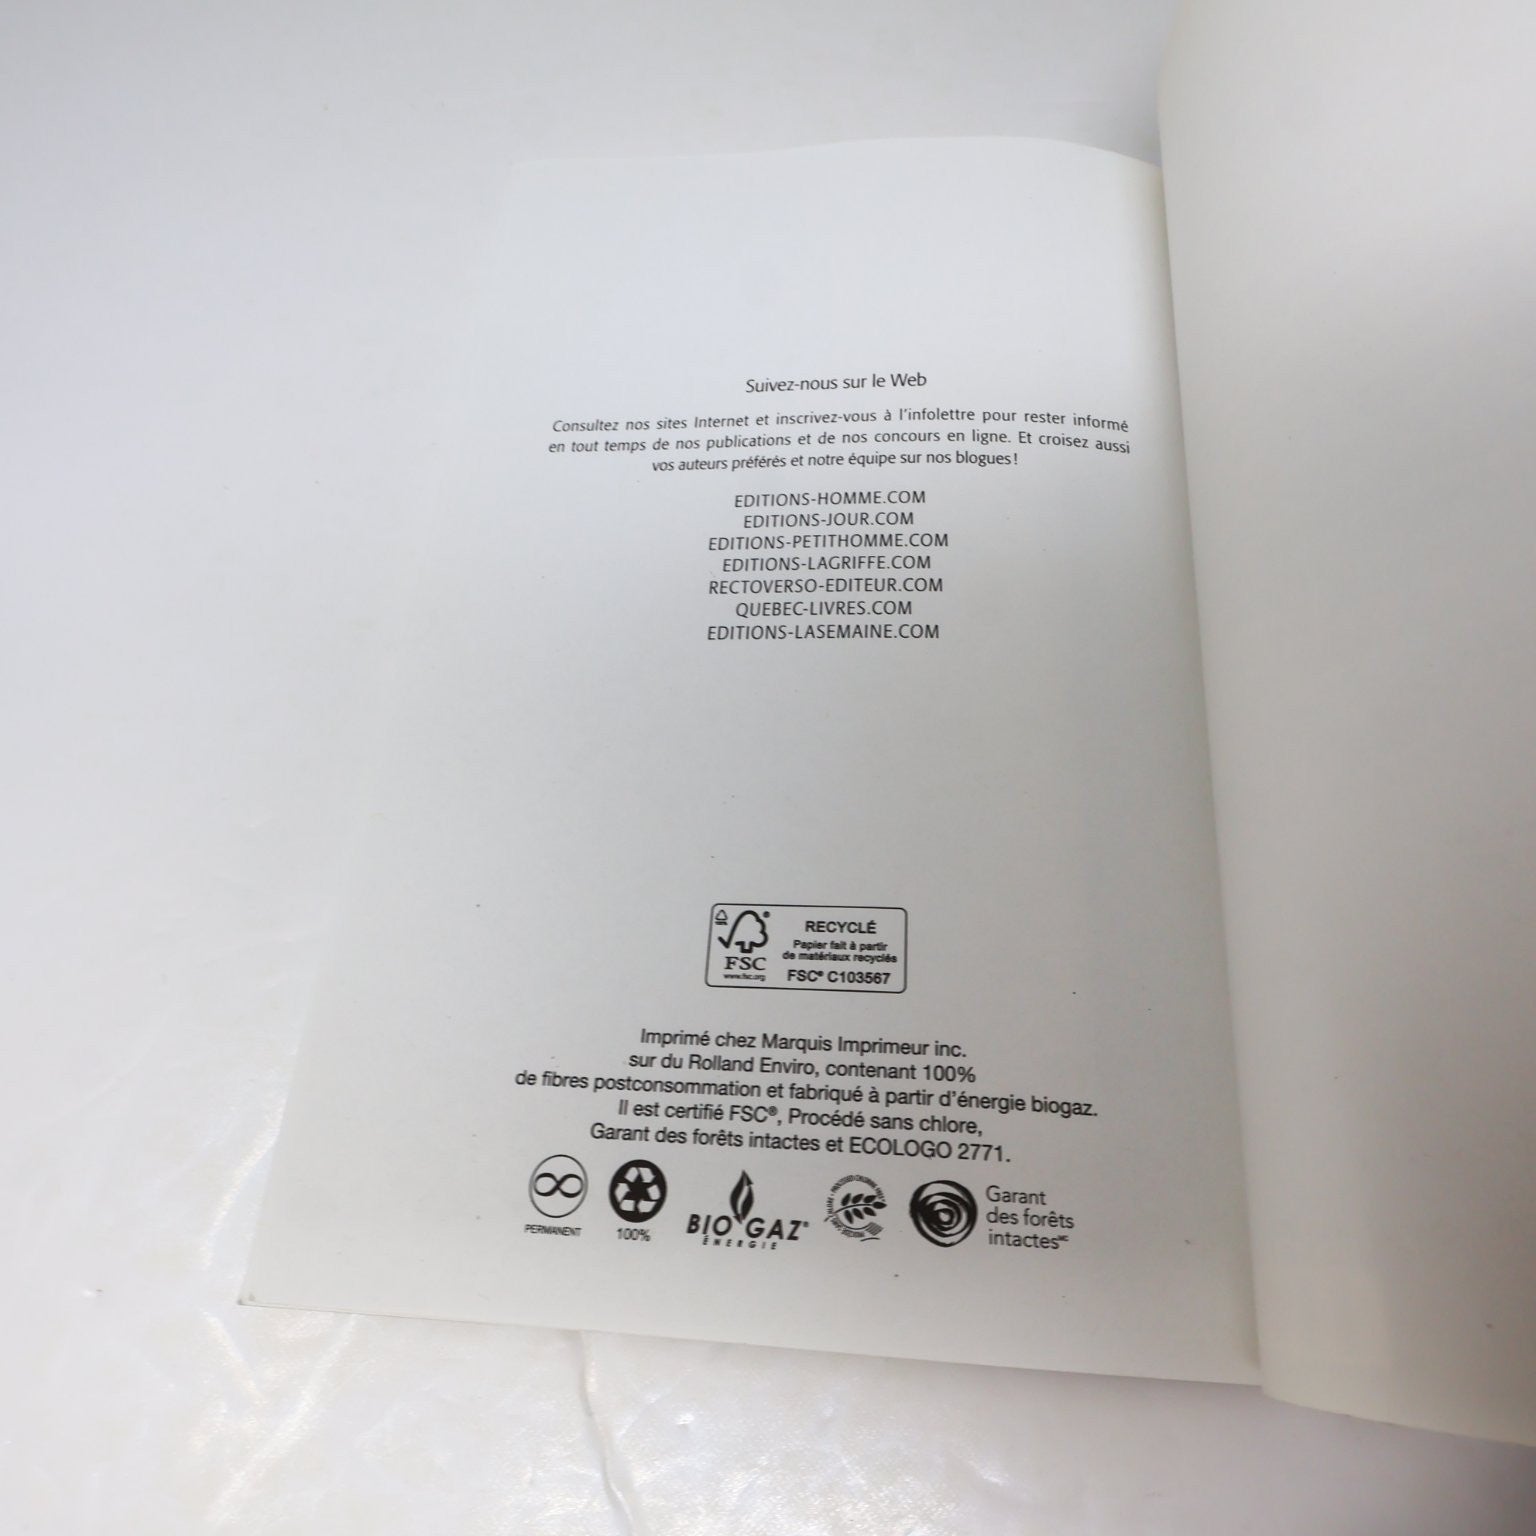 Suivez-nous sur le Web
Consultez nos sites Internet et inscrivez-vous à l'infolettre pour rester informé
en tout temps de nos publications et de nos concours en ligne. Et croisez aussi
vos auteurs préférés et notre équipe sur nos blogues !
EDITIONS-HOMME.COM
EDITIONS-JOUR.COM
EDITIONS-PETITHOMME.COM
EDITIONS-LAGRIFFE.COM
RECTOVERSO-EDITEUR.COM
QUEBEC-LIVRES.COM
EDITIONS-LASEMAINE.COM
FSC
www.fsc.org
RECYCLÉ
Papier fait à partir
de matériaux recyclés
FSC® C103567
Imprimé chez Marquis Imprimeur inc.
sur du Rolland Enviro, contenant 100%
de fibres postconsommation et fabriqué à partir d'énergie biogaz.
Il est certifié FSC®, Procédé sans chlore,
Garant des forêts intactes et ECOLOGO 2771.
PERMANENT
100%
BIO GAZ®
ÉNERGIE
Garant
des forêts
intactes MC